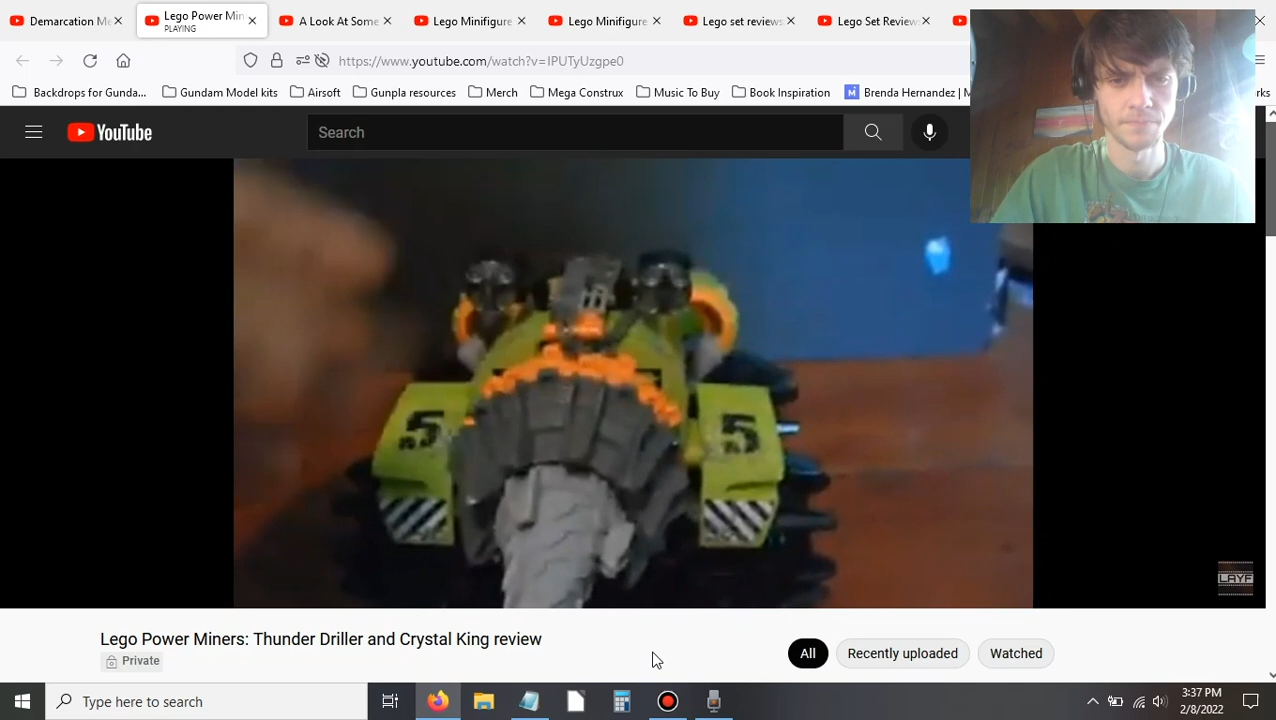 Demarcation Me
Lego Power Min
PLAYING
A Look At Some
Lego Minifigure
Lego Minifigure
Lego set reviews
Lego Set Review
https://www.youtube.com/watch?v=IPUTyUzgpe0
Backdrops for Gunda...
Gundam Model kits
Airsoft
Gunpla resources
Merch
Mega Construx
Music To Buy
Book Inspiration
M
Brenda Hernandez | M
rks
YouTube
Search
5
5
LAYF
Lego Power Miners: Thunder Driller and Crystal King review
Private
All
Recently uploaded
Watched
Type here to search
3:37 PM
2/8/2022